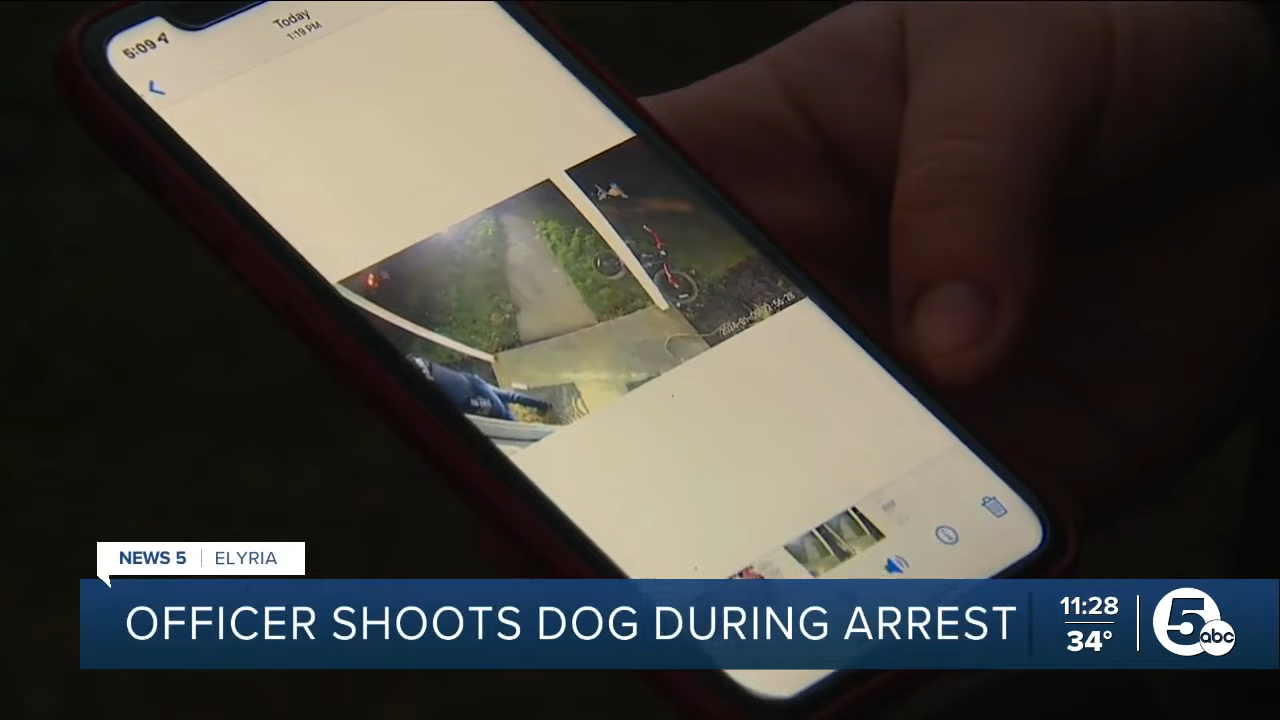 5:09
Today
1:19 PM
NEWS 5 | ELYRIA
OFFICER SHOOTS DOG DURING ARREST
11:28
34°
5
abc